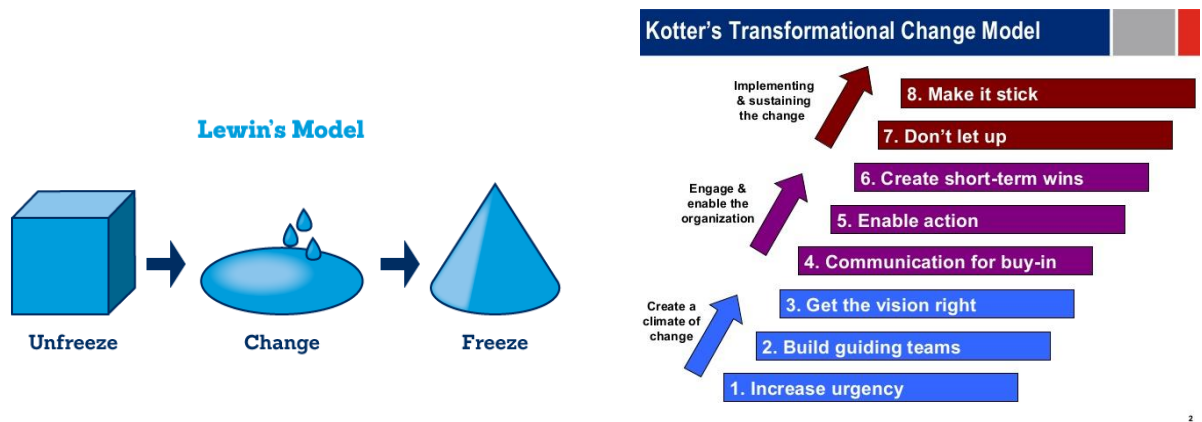 Lewin's Model
Unfreeze
Change
Freeze
Kotter's Transformational Change Model
Implementing
& sustaining
the change
8. Make it stick
7. Don't let up
Engage &
enable the
organization
6. Create short-term wins
5. Enable action
4. Communication for buy-in
Create a
climate of
change
3. Get the vision right
2. Build guiding teams
1. Increase urgency
2